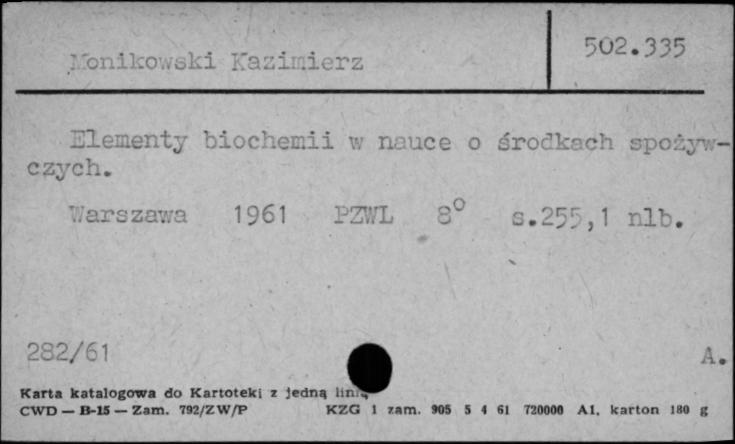 Monikowski Kazimierz
502.335
Elementy biochemii w nauce o środkach spożyw-
czych.
Warszawa 1961 PZWL 8° s.255,1 nlb.
282/61
A.
Karta katalogowa do Kartoteki z jedną linią
CWD — B-15 — Zam. 792/ZW/P KZG 1 zam. 905 5 4 61 720000 A1. karton 180 g